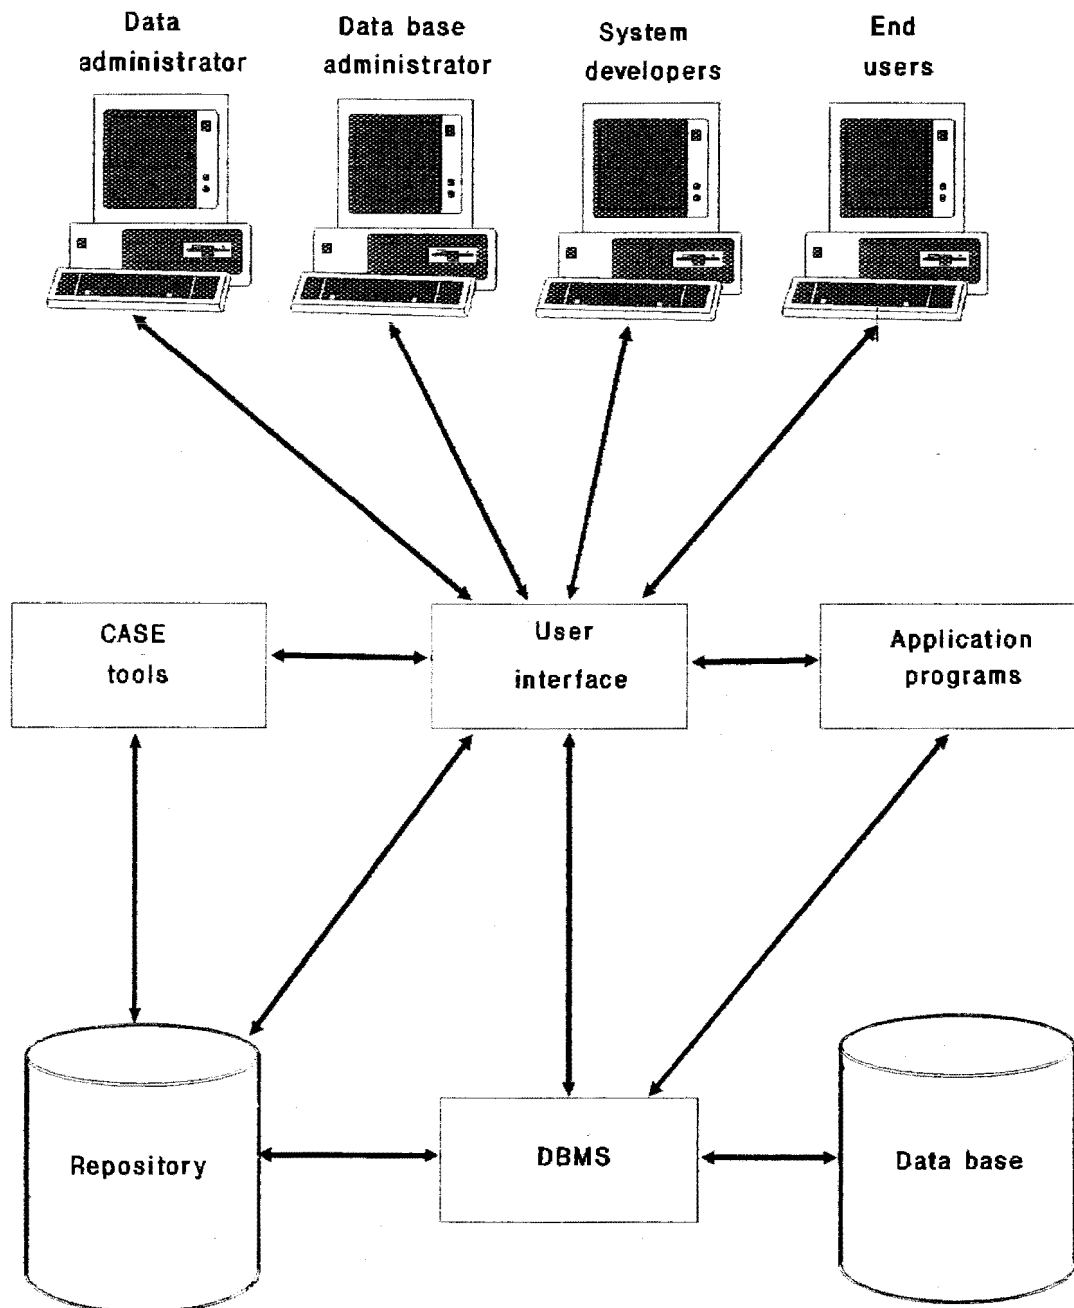 Data
administrator
Data base
administrator
System
developers
End
users
CASE
tools
User
interface
Application
programs
Repository
DBMS
Data base